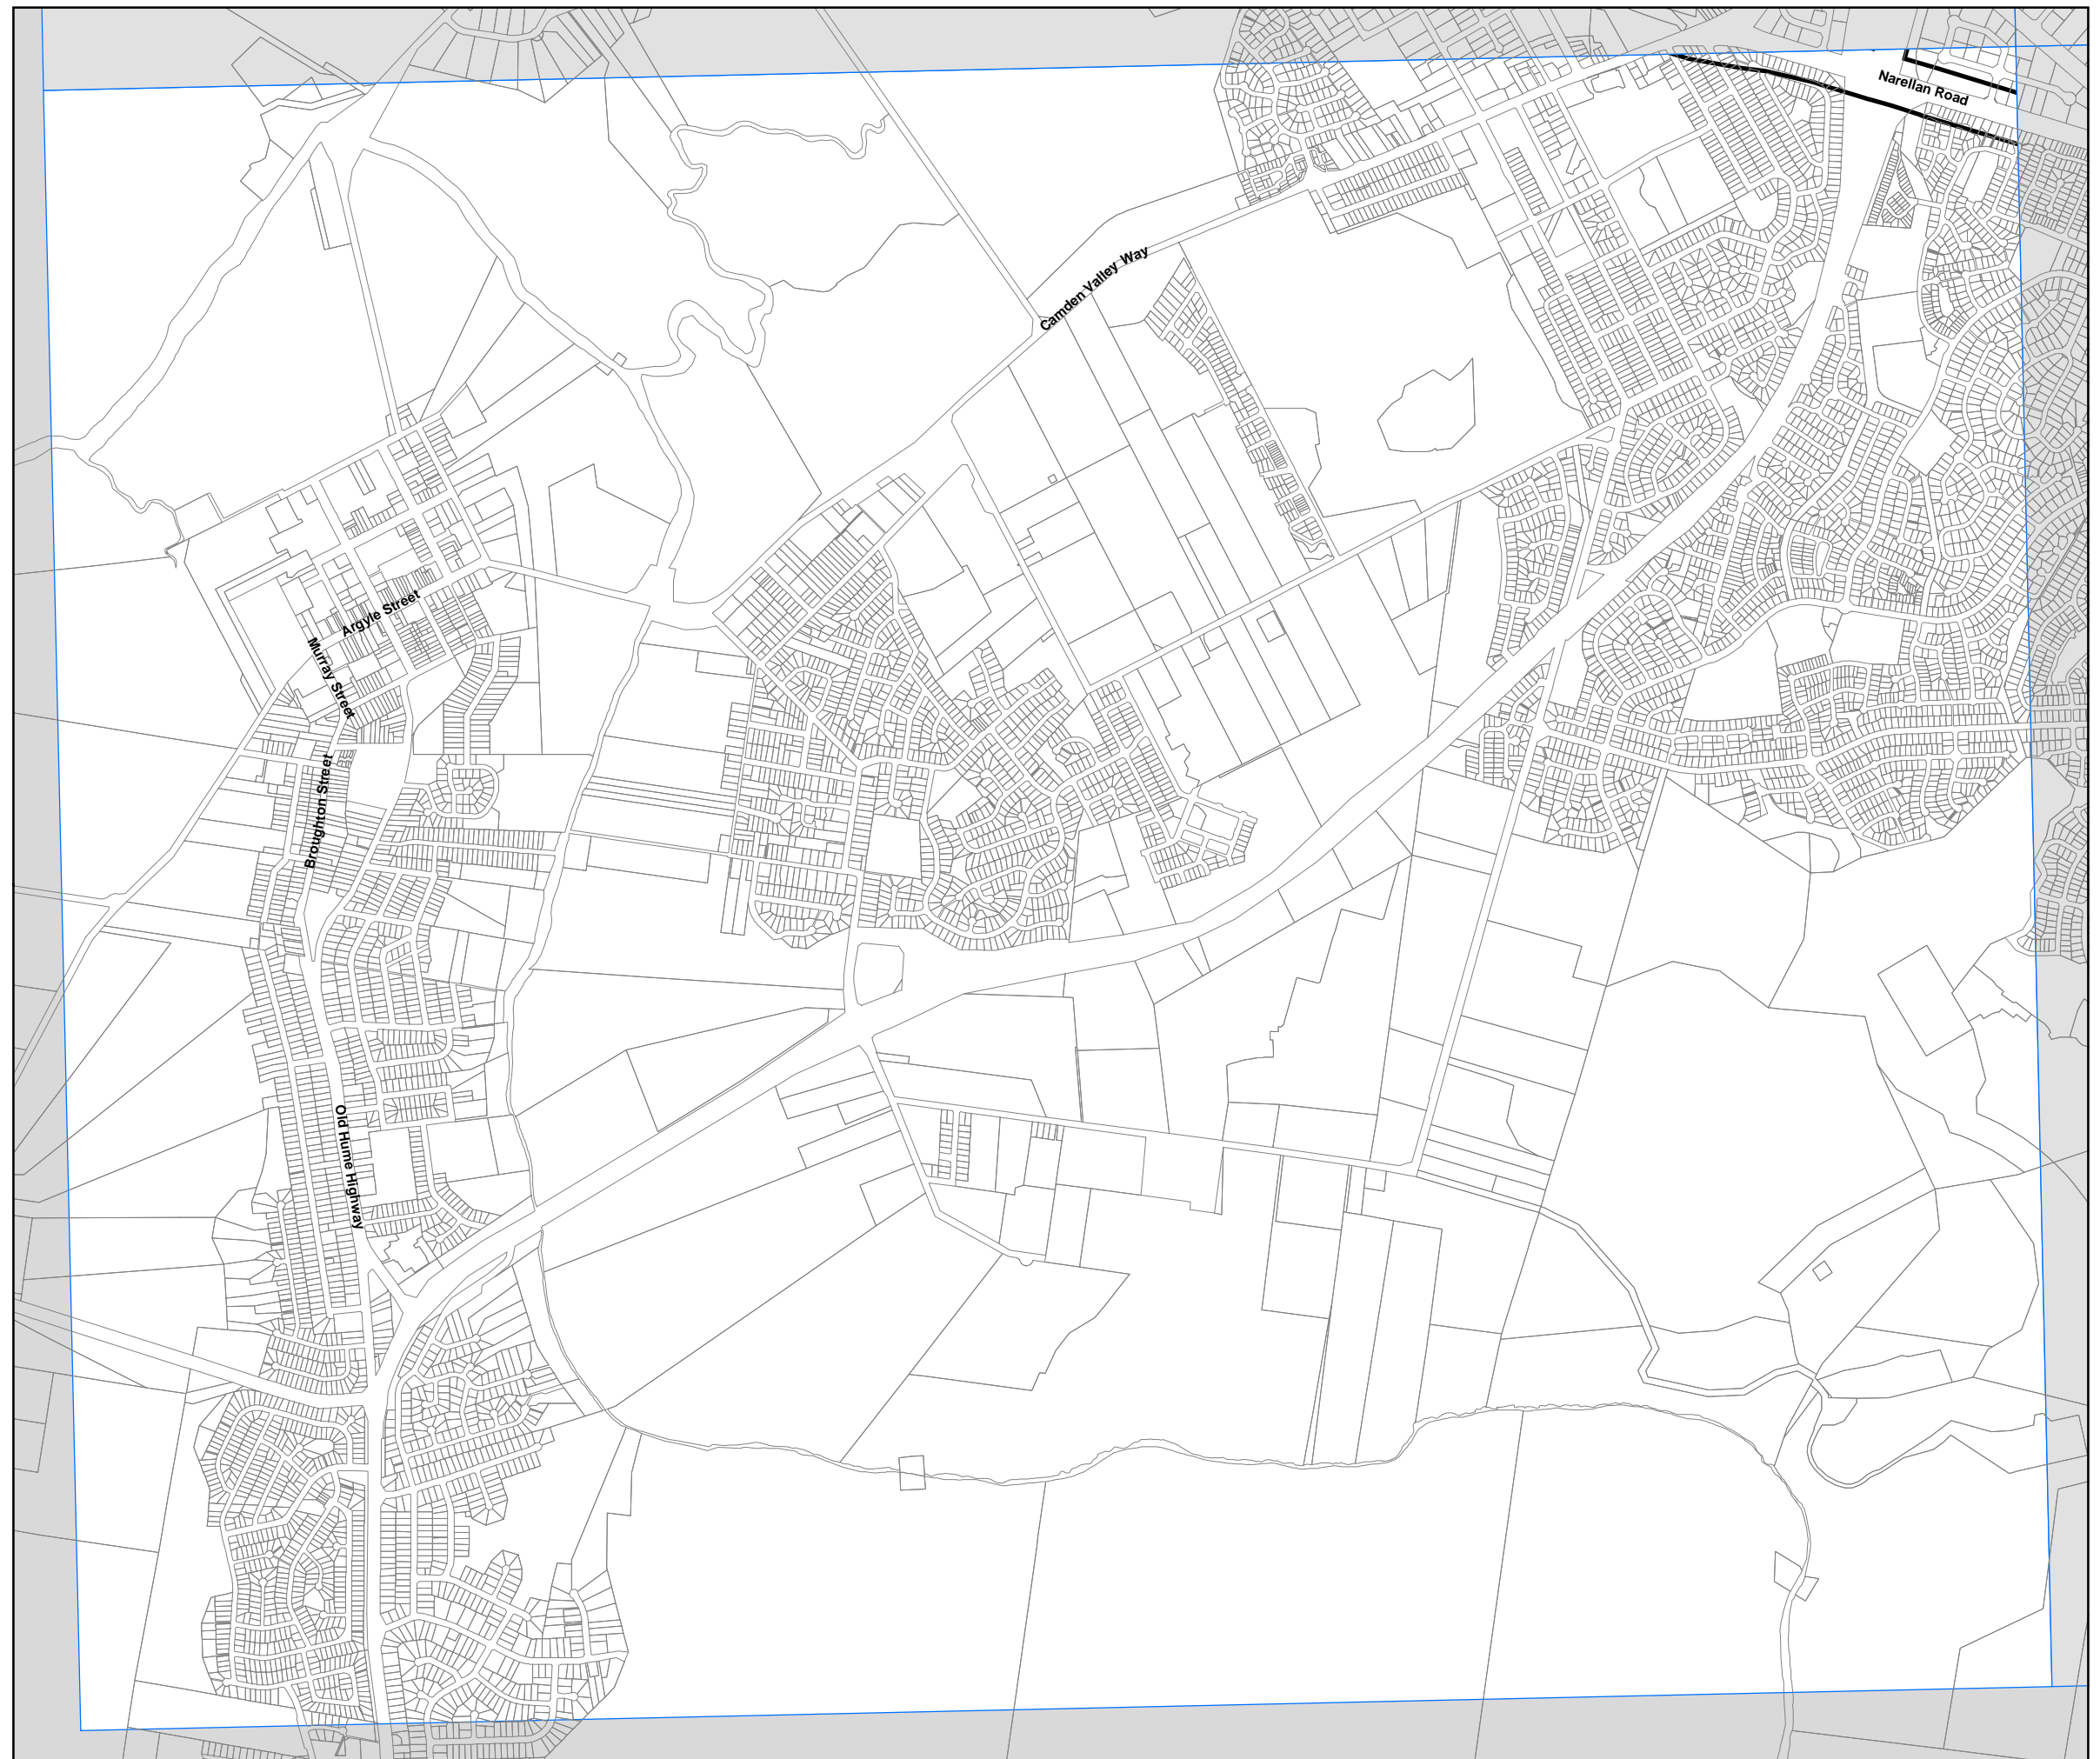 Narellan Road
Camden Valley Way
Argyle Street
Murray Street
Broughton Street
Old Hume Highway